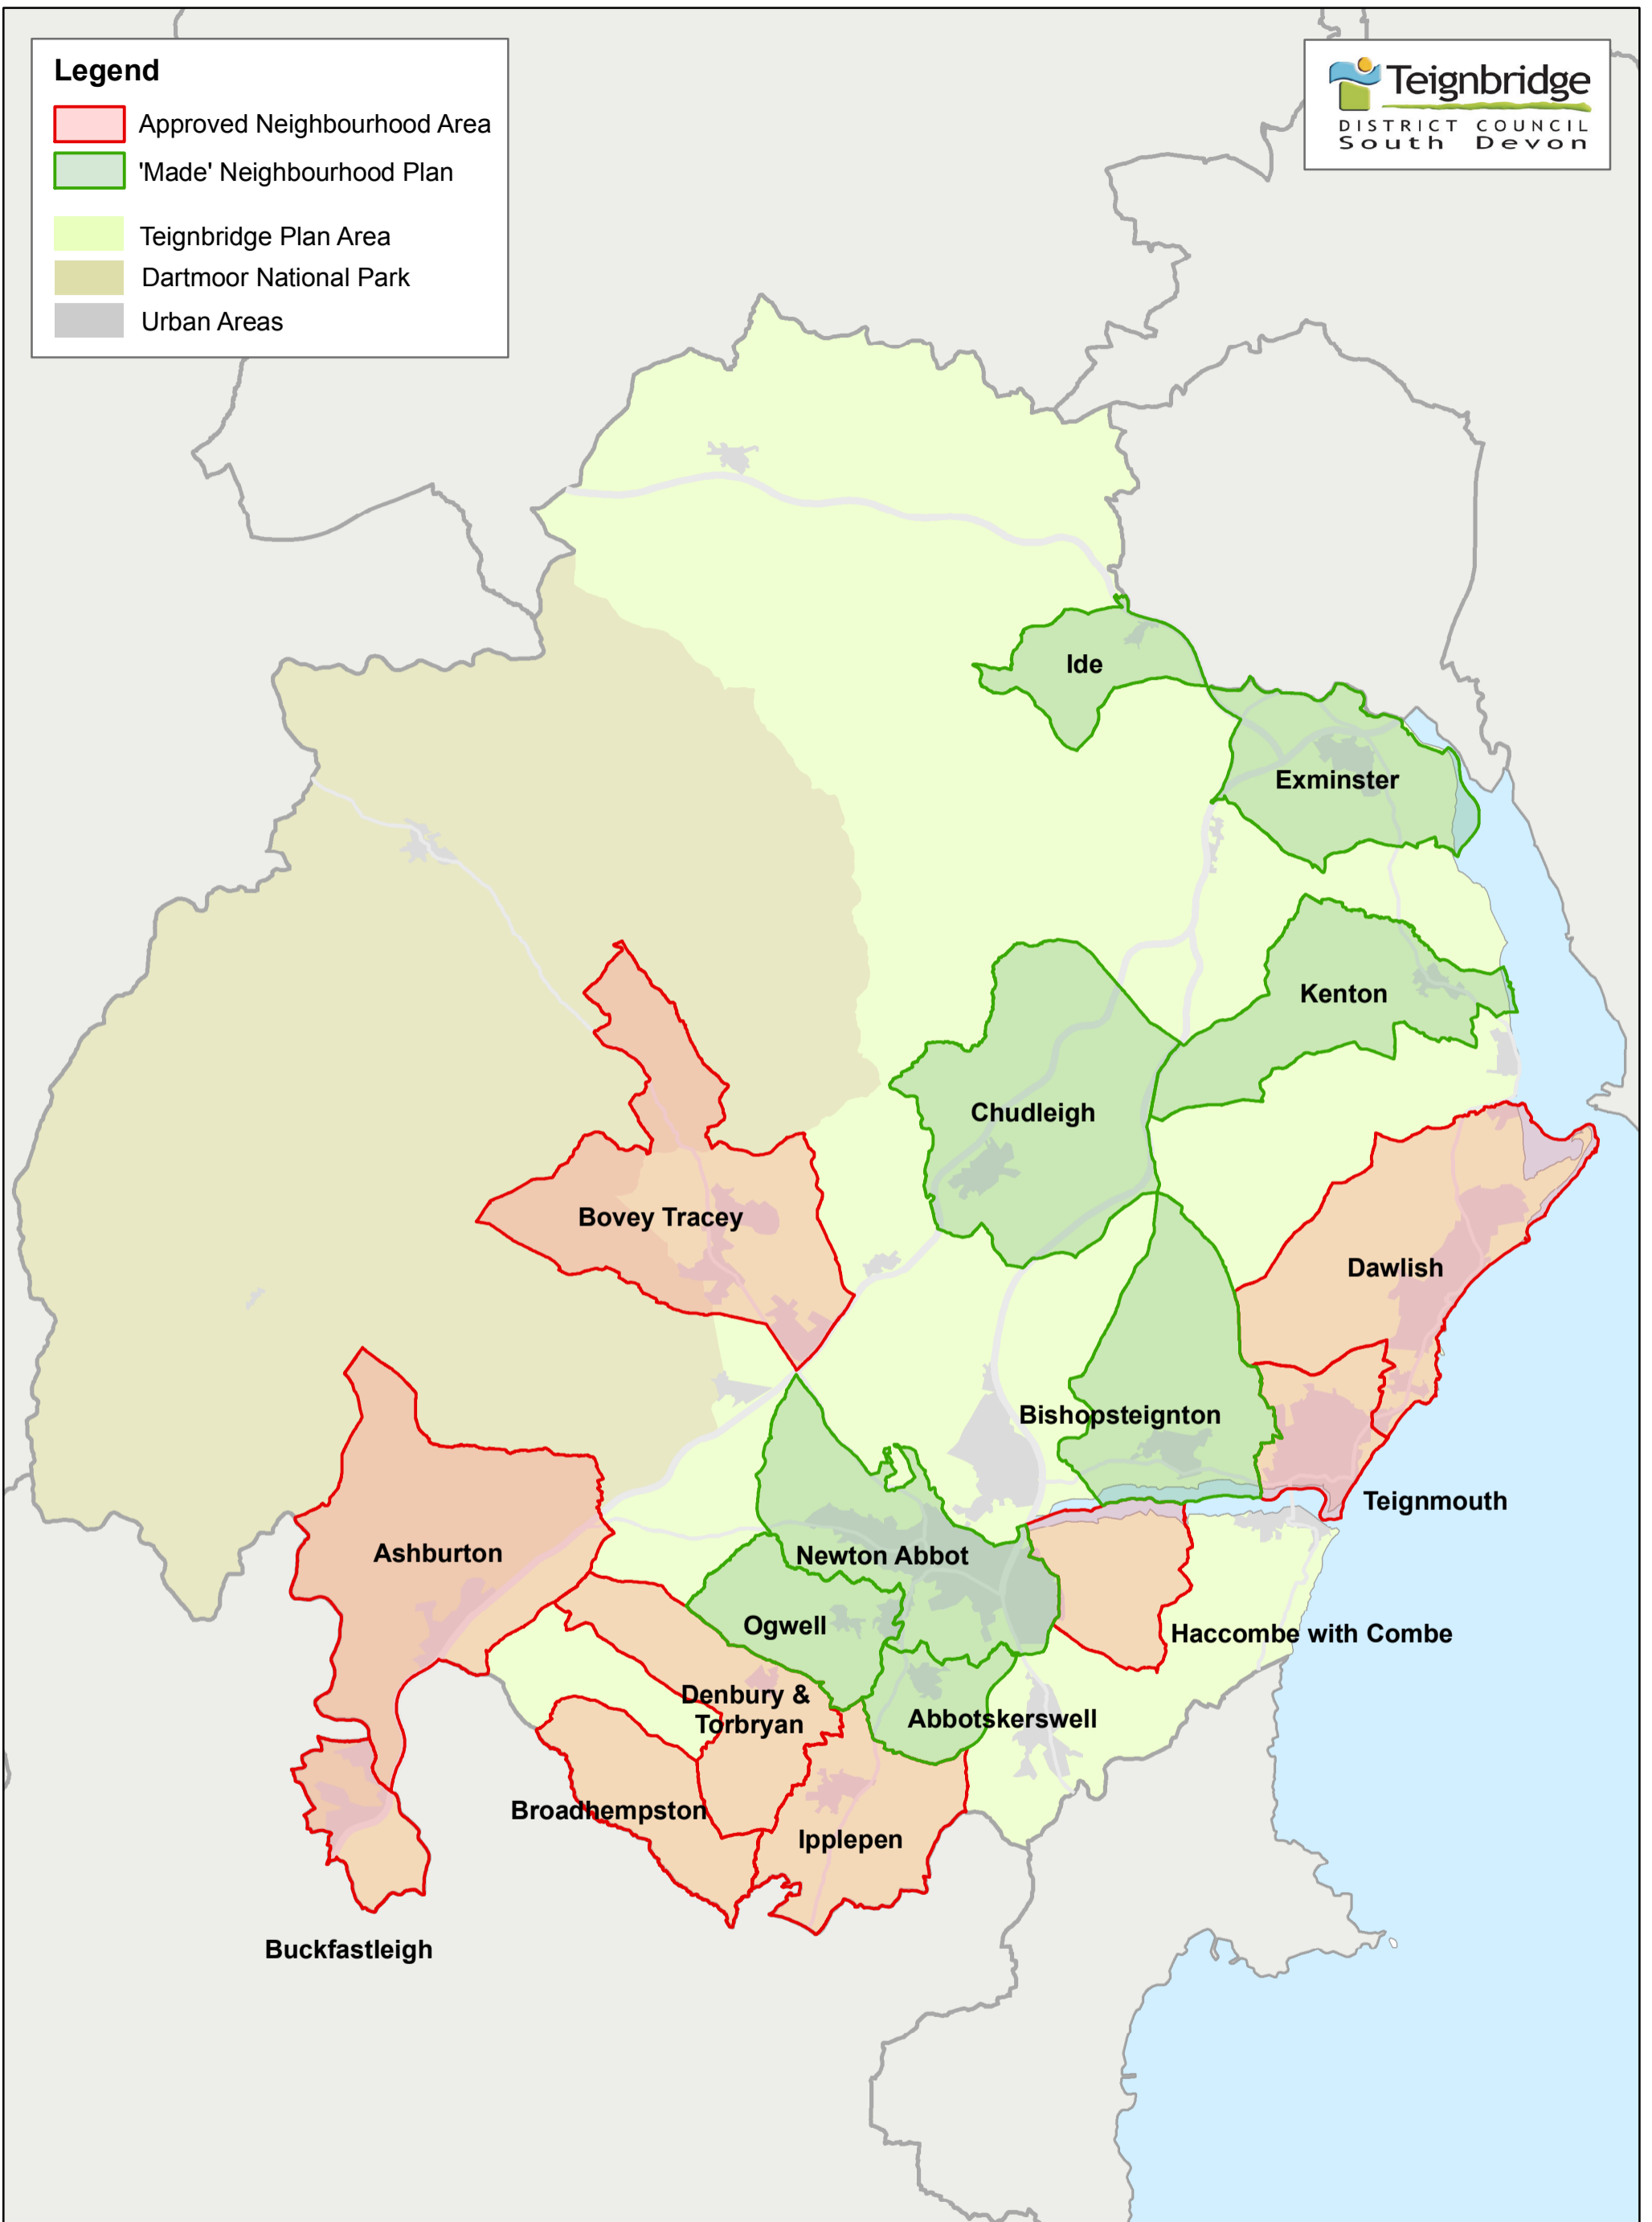 Legend
Approved Neighbourhood Area
'Made' Neighbourhood Plan
Teignbridge Plan Area
Dartmoor National Park
Urban Areas
Teignbridge
DISTRICT COUNCIL
South Devon
Ide
Exminster
Kenton
Chudleigh
Bovey Tracey
Dawlish
Bishopsteignton
Teignmouth
Ashburton
Newton Abbot
Ogwell
Haccombe with Combe
Denbury &
Torbryan
Abbotskerswell
Broadhempston
Ipplepen
Buckfastleigh